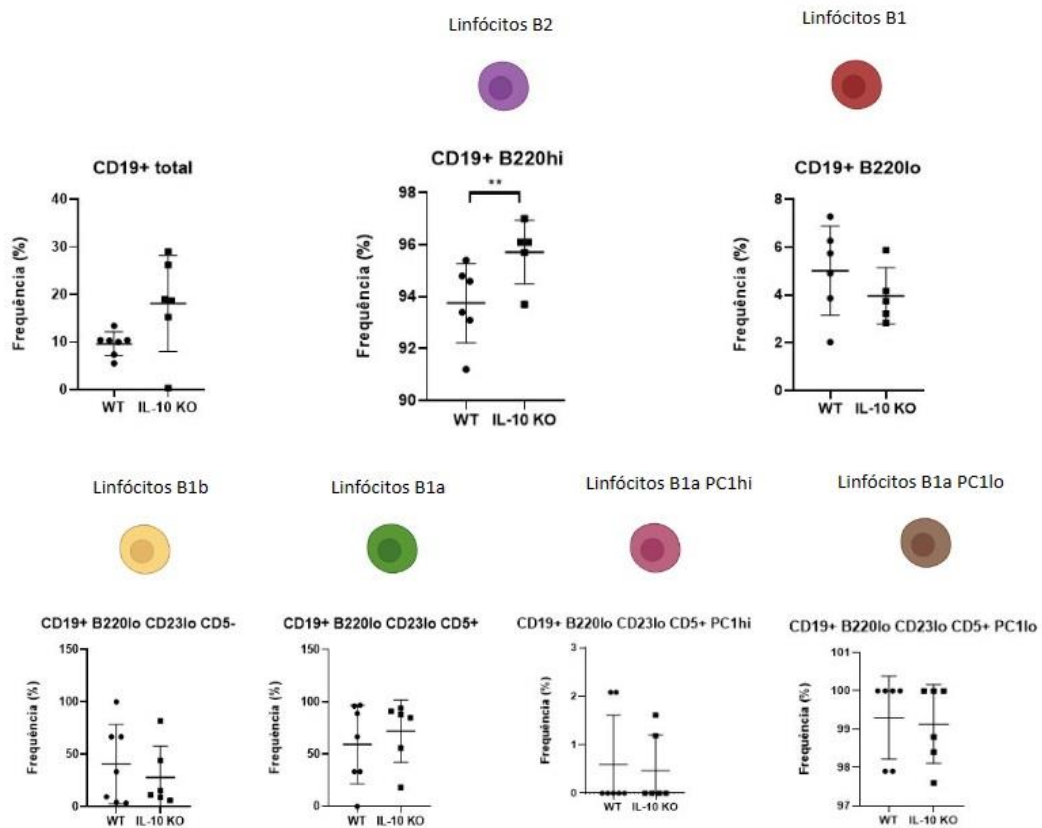 Linfócitos B2
Linfócitos B1
CD19+ total
CD19+ B220hi
CD19+ B220lo
Frequência (%)
40
30
20
10
0
WT IL-10 KO
Frequência (%)
98
96
94
92
90
**
WT IL-10 KO
Frequência (%)
8
6
4
2
0
WT IL-10 KO
Linfócitos B1b
Linfócitos B1a
Linfócitos B1a PC1hi
Linfócitos B1a PC1lo
CD19+ B220lo CD23lo CD5-
CD19+ B220lo CD23lo CD5+
CD19+ B220lo CD23lo CD5+ PC1hi
CD19+ B220lo CD23lo CD5+ PC1lo
Frequência (%)
150
100
50
0
WT IL-10 KO
Frequência (%)
150
100
50
0
WT IL-10 KO
Frequência (%)
3
2
1
0
WT IL-10 KO
Frequência (%)
101
100
99
98
97
WT IL-10 KO